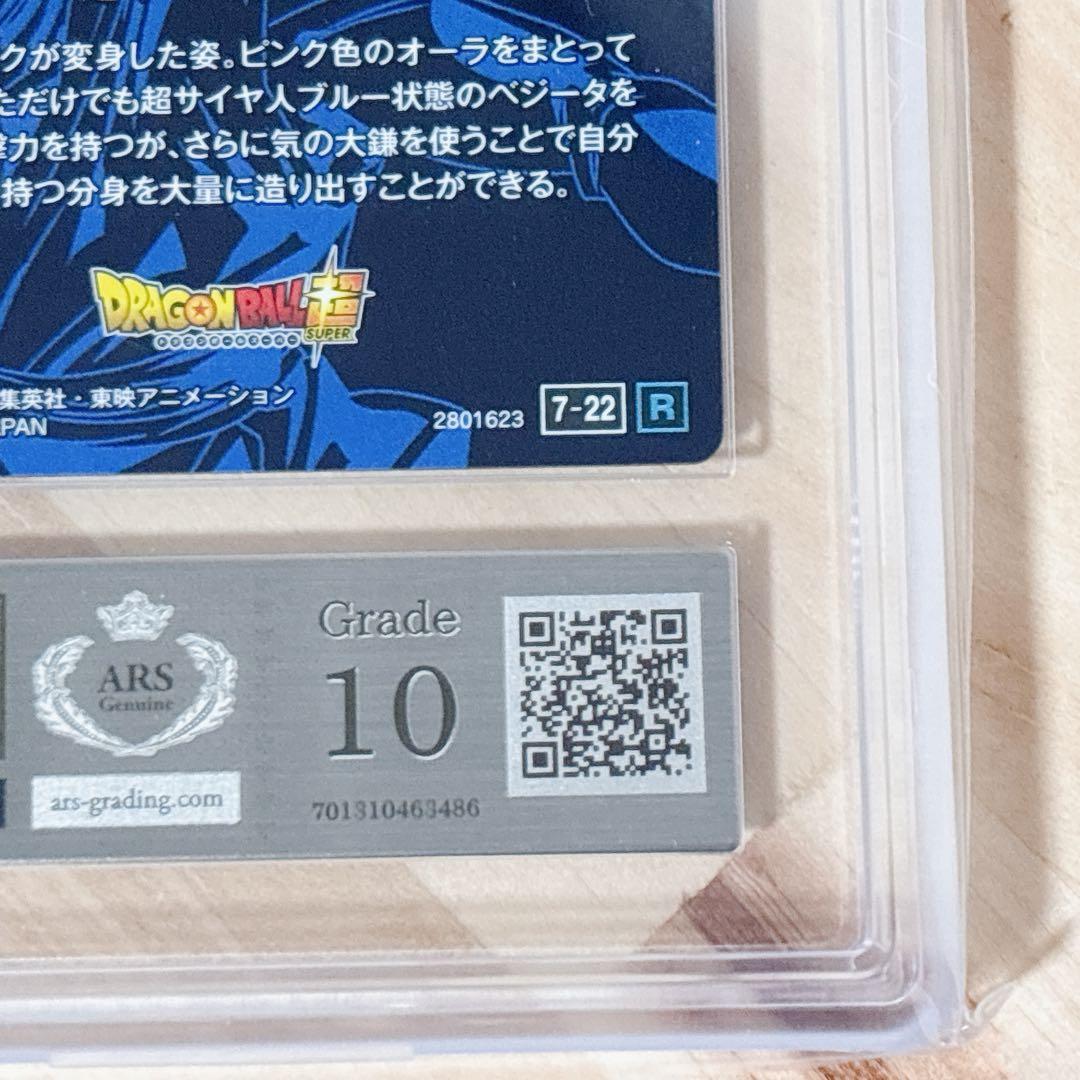 クが変身した姿。ピンク色のオーラをまとって
ただけでも超サイヤ人ブルー状態のベジータを
撃力を持つが、さらに気の大鎌を使うことで自分
持つ分身を大量に造り出すことができる。
DRAGON BALL 超
SUPER
集英社・東映アニメーション
PAN
2801623 7-22 R
ARS
Genuine
ars-grading.com
Grade
10
701310463486